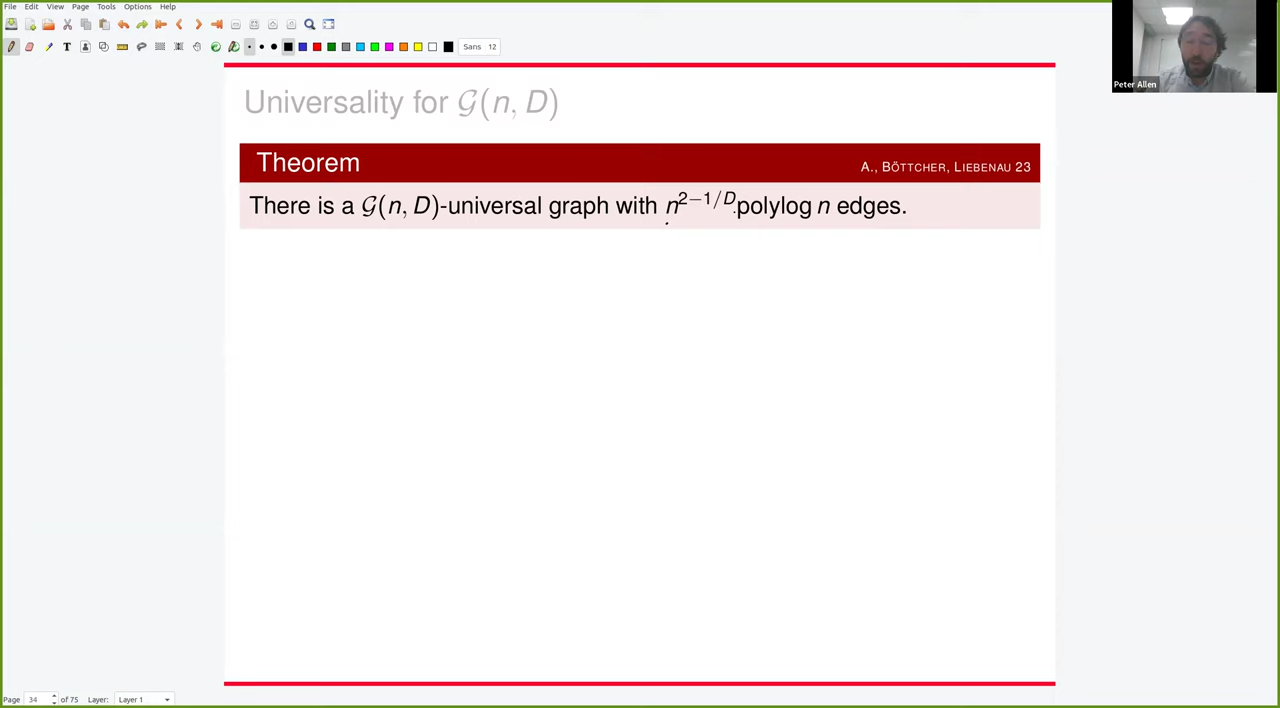 File Edit View Page Tools Options Help
Sans 12
Peter Allen
Universality for 𝒢(n, D)
Theorem
A., BÖTTCHER, LIEBENAU 23
There is a 𝒢(n, D)-universal graph with n^{2−1/D} polylog n edges.
Page 34 of 75 Layer: Layer 1